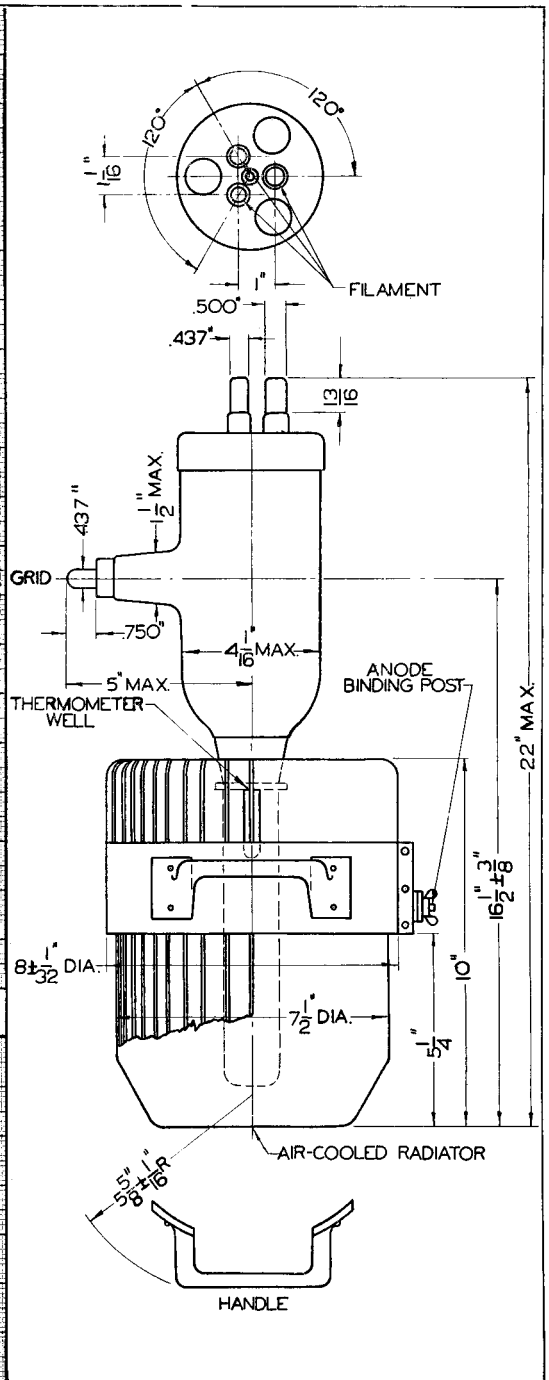 120°
120°
1 1/16"
1"
FILAMENT
.500"
.437"
13/16
1 1/2" MAX.
.437"
GRID
.750"
4 1/16" MAX.
5" MAX.
ANODE
BINDING POST
THERMOMETER
WELL
22" MAX.
16 1/2" ± 3/8"
10"
8 ± 1/32" DIA.
7 1/2" DIA.
5 1/4"
AIR-COOLED RADIATOR
5 5/8" ± 1/16" R
HANDLE